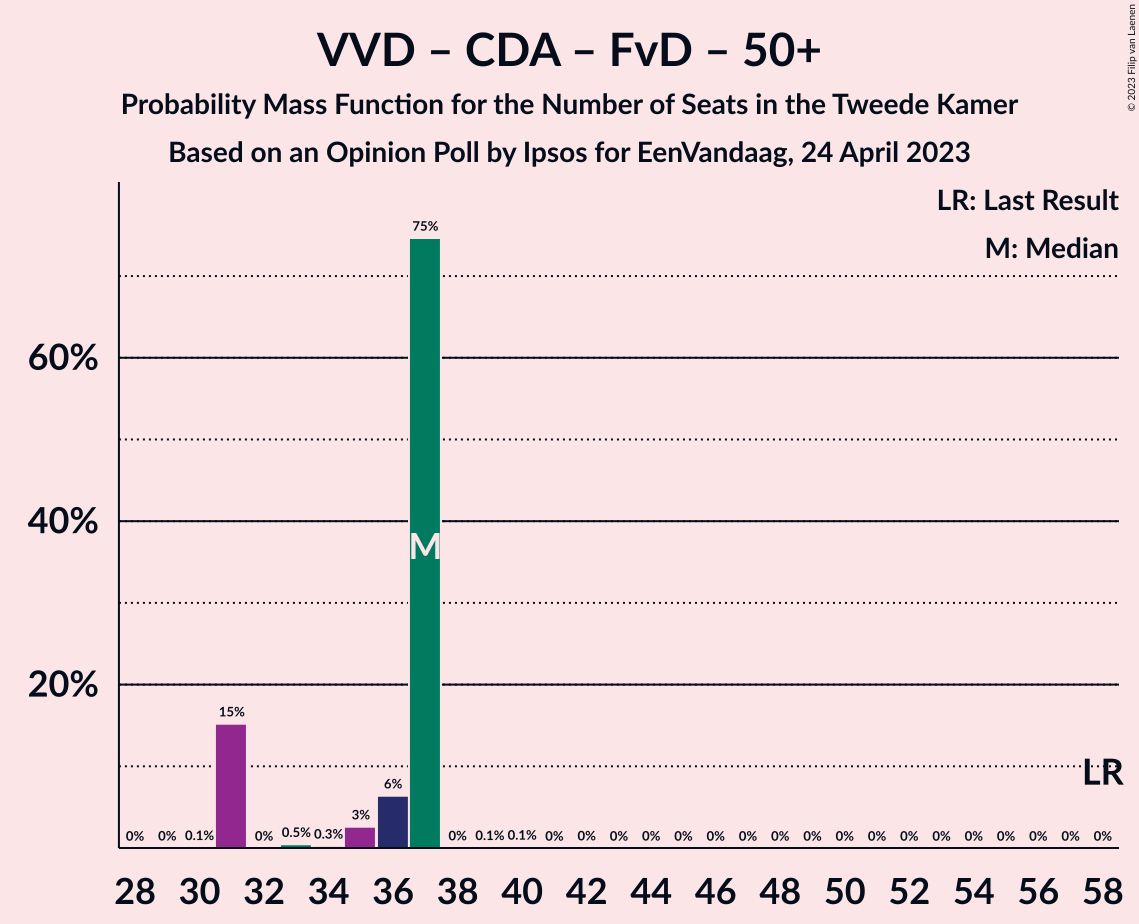 VVD – CDA – FvD – 50+
Probability Mass Function for the Number of Seats in the Tweede Kamer
Based on an Opinion Poll by Ipsos for EenVandaag, 24 April 2023
© 2023 Filip van Laenen
LR: Last Result
M: Median
75%
60%
40%
M
20%
15%
LR
6%
3%
0% 0% 0.1% 0% 0.5% 0.3% 0% 0.1% 0.1% 0% 0% 0% 0% 0% 0% 0% 0% 0% 0% 0% 0% 0% 0% 0% 0% 0% 0%
28 30 32 34 36 38 40 42 44 46 48 50 52 54 56 58